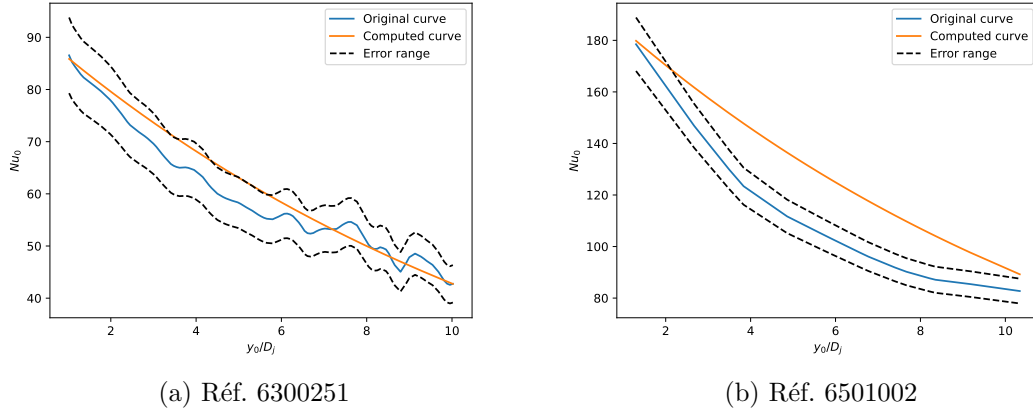 90
80
70
60
50
40
Nu₀
2
4
6
8
10
y₀/Dⱼ
Original curve
Computed curve
Error range
(a) Réf. 6300251
180
160
140
120
100
80
Nu₀
2
4
6
8
10
y₀/Dⱼ
Original curve
Computed curve
Error range
(b) Réf. 6501002